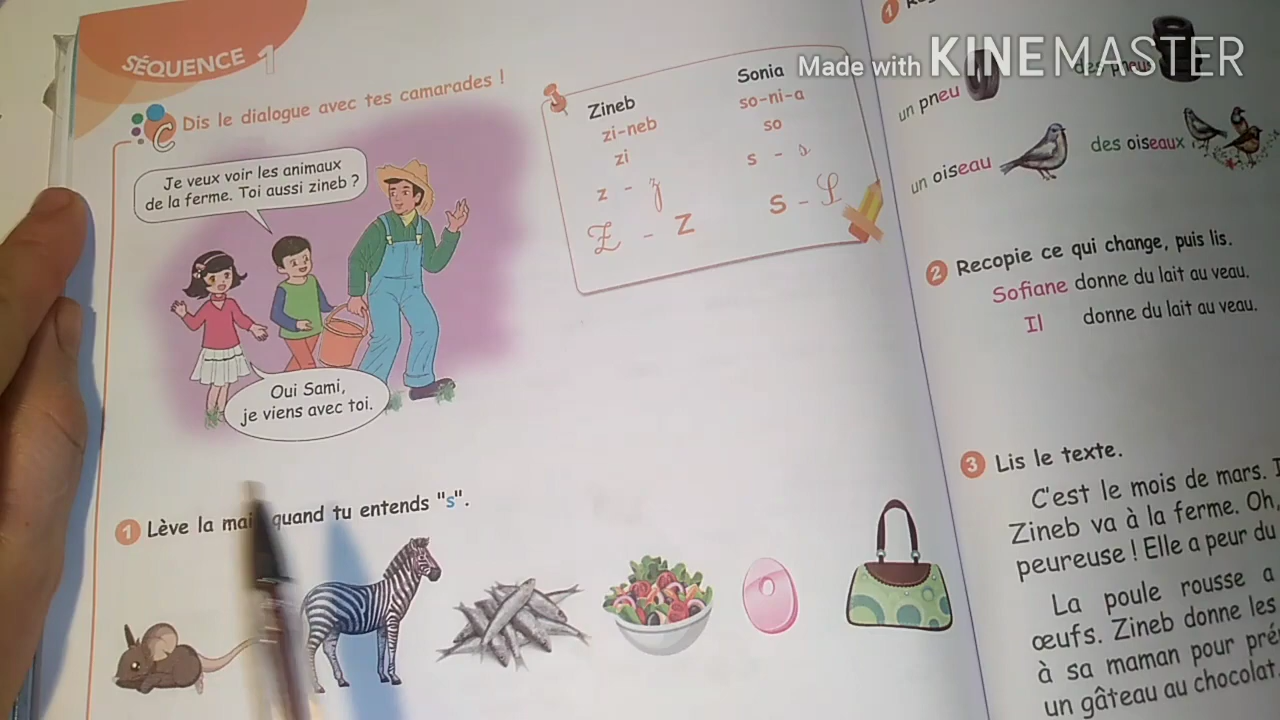 Made with KINEMASTER
SÉQUENCE 1
C Dis le dialogue avec tes camarades !
Je veux voir les animaux
de la ferme. Toi aussi zineb ?
Oui Sami,
je viens avec toi.
Zineb
zi-neb
zi
z - z
Z - Z
Sonia
so-ni-a
so
s - s
S - S
1 Lève la main quand tu entends "s".
1
un pneu
des pneus
un oiseau
des oiseaux
2 Recopie ce qui change, puis lis.
Sofiane donne du lait au veau.
Il donne du lait au veau.
3 Lis le texte.
C'est le mois de mars.
Zineb va à la ferme. Oh,
peureuse ! Elle a peur du
La poule rousse a
œufs. Zineb donne les
à sa maman pour
un gâteau au chocolat.